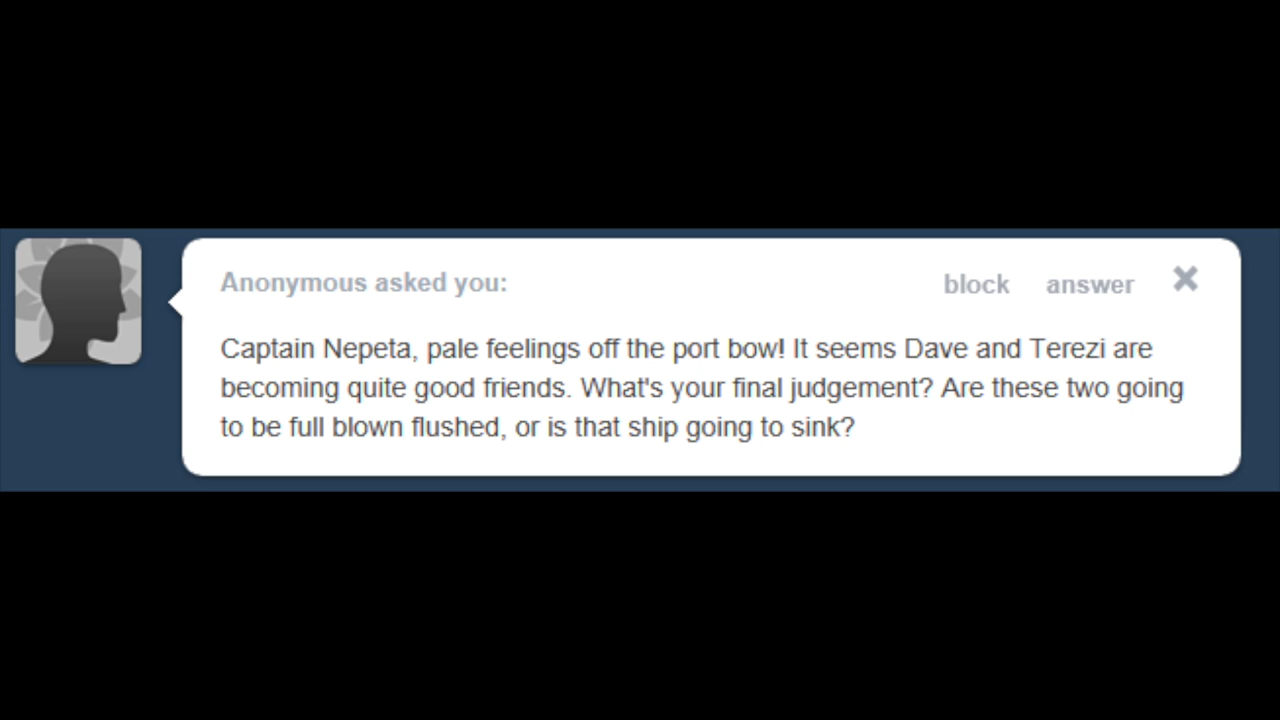 Anonymous asked you:
block answer
Captain Nepeta, pale feelings off the port bow! It seems Dave and Terezi are
becoming quite good friends. What's your final judgement? Are these two going
to be full blown flushed, or is that ship going to sink?